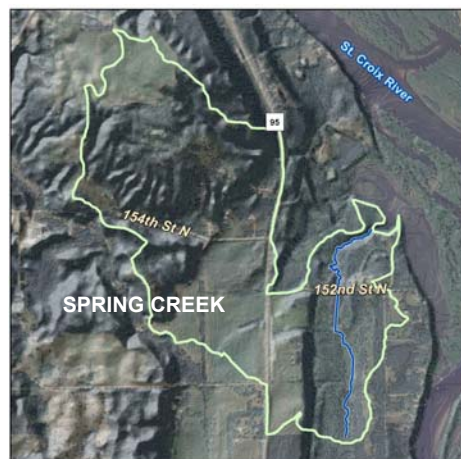 St. Croix River
95
154th St N
152nd St N
SPRING CREEK